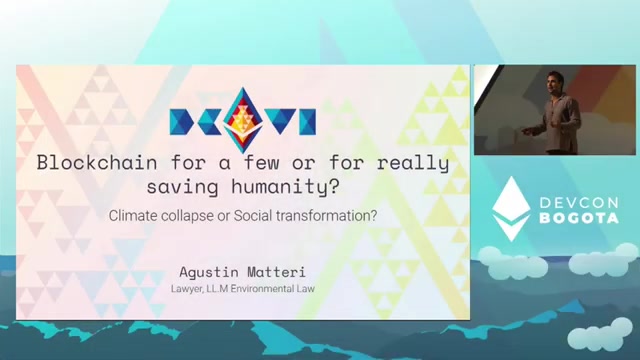 Blockchain for a few or for really
saving humanity?
Climate collapse or Social transformation?
Agustin Matteri
Lawyer, LL.M Environmental Law
DEVCON
BOGOTA